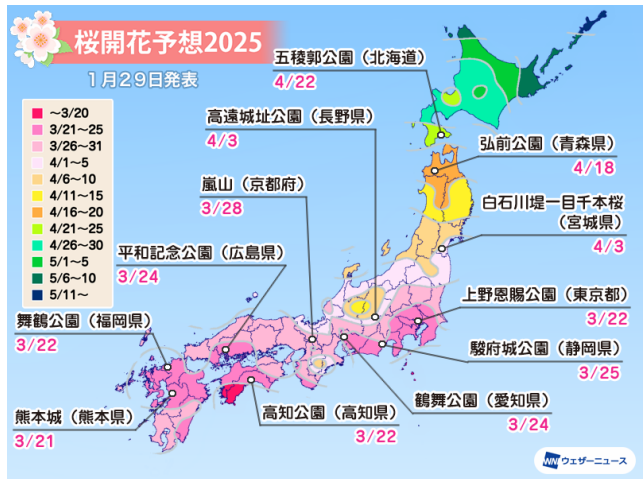 桜開花予想2025
1月29日発表
～3/20
3/21～25
3/26～31
4/1～5
4/6～10
4/11～15
4/16～20
4/21～25
4/26～30
5/1～5
5/6～10
5/11～
五稜郭公園（北海道）
4/22
高遠城址公園（長野県）
4/3
弘前公園（青森県）
4/18
嵐山（京都府）
3/28
白石川堤一目千本桜
（宮城県）
4/3
平和記念公園（広島県）
3/24
上野恩賜公園（東京都）
3/22
舞鶴公園（福岡県）
3/22
駿府城公園（静岡県）
3/25
鶴舞公園（愛知県）
3/24
熊本城（熊本県）
3/21
高知公園（高知県）
3/22
WNI ウェザーニュース